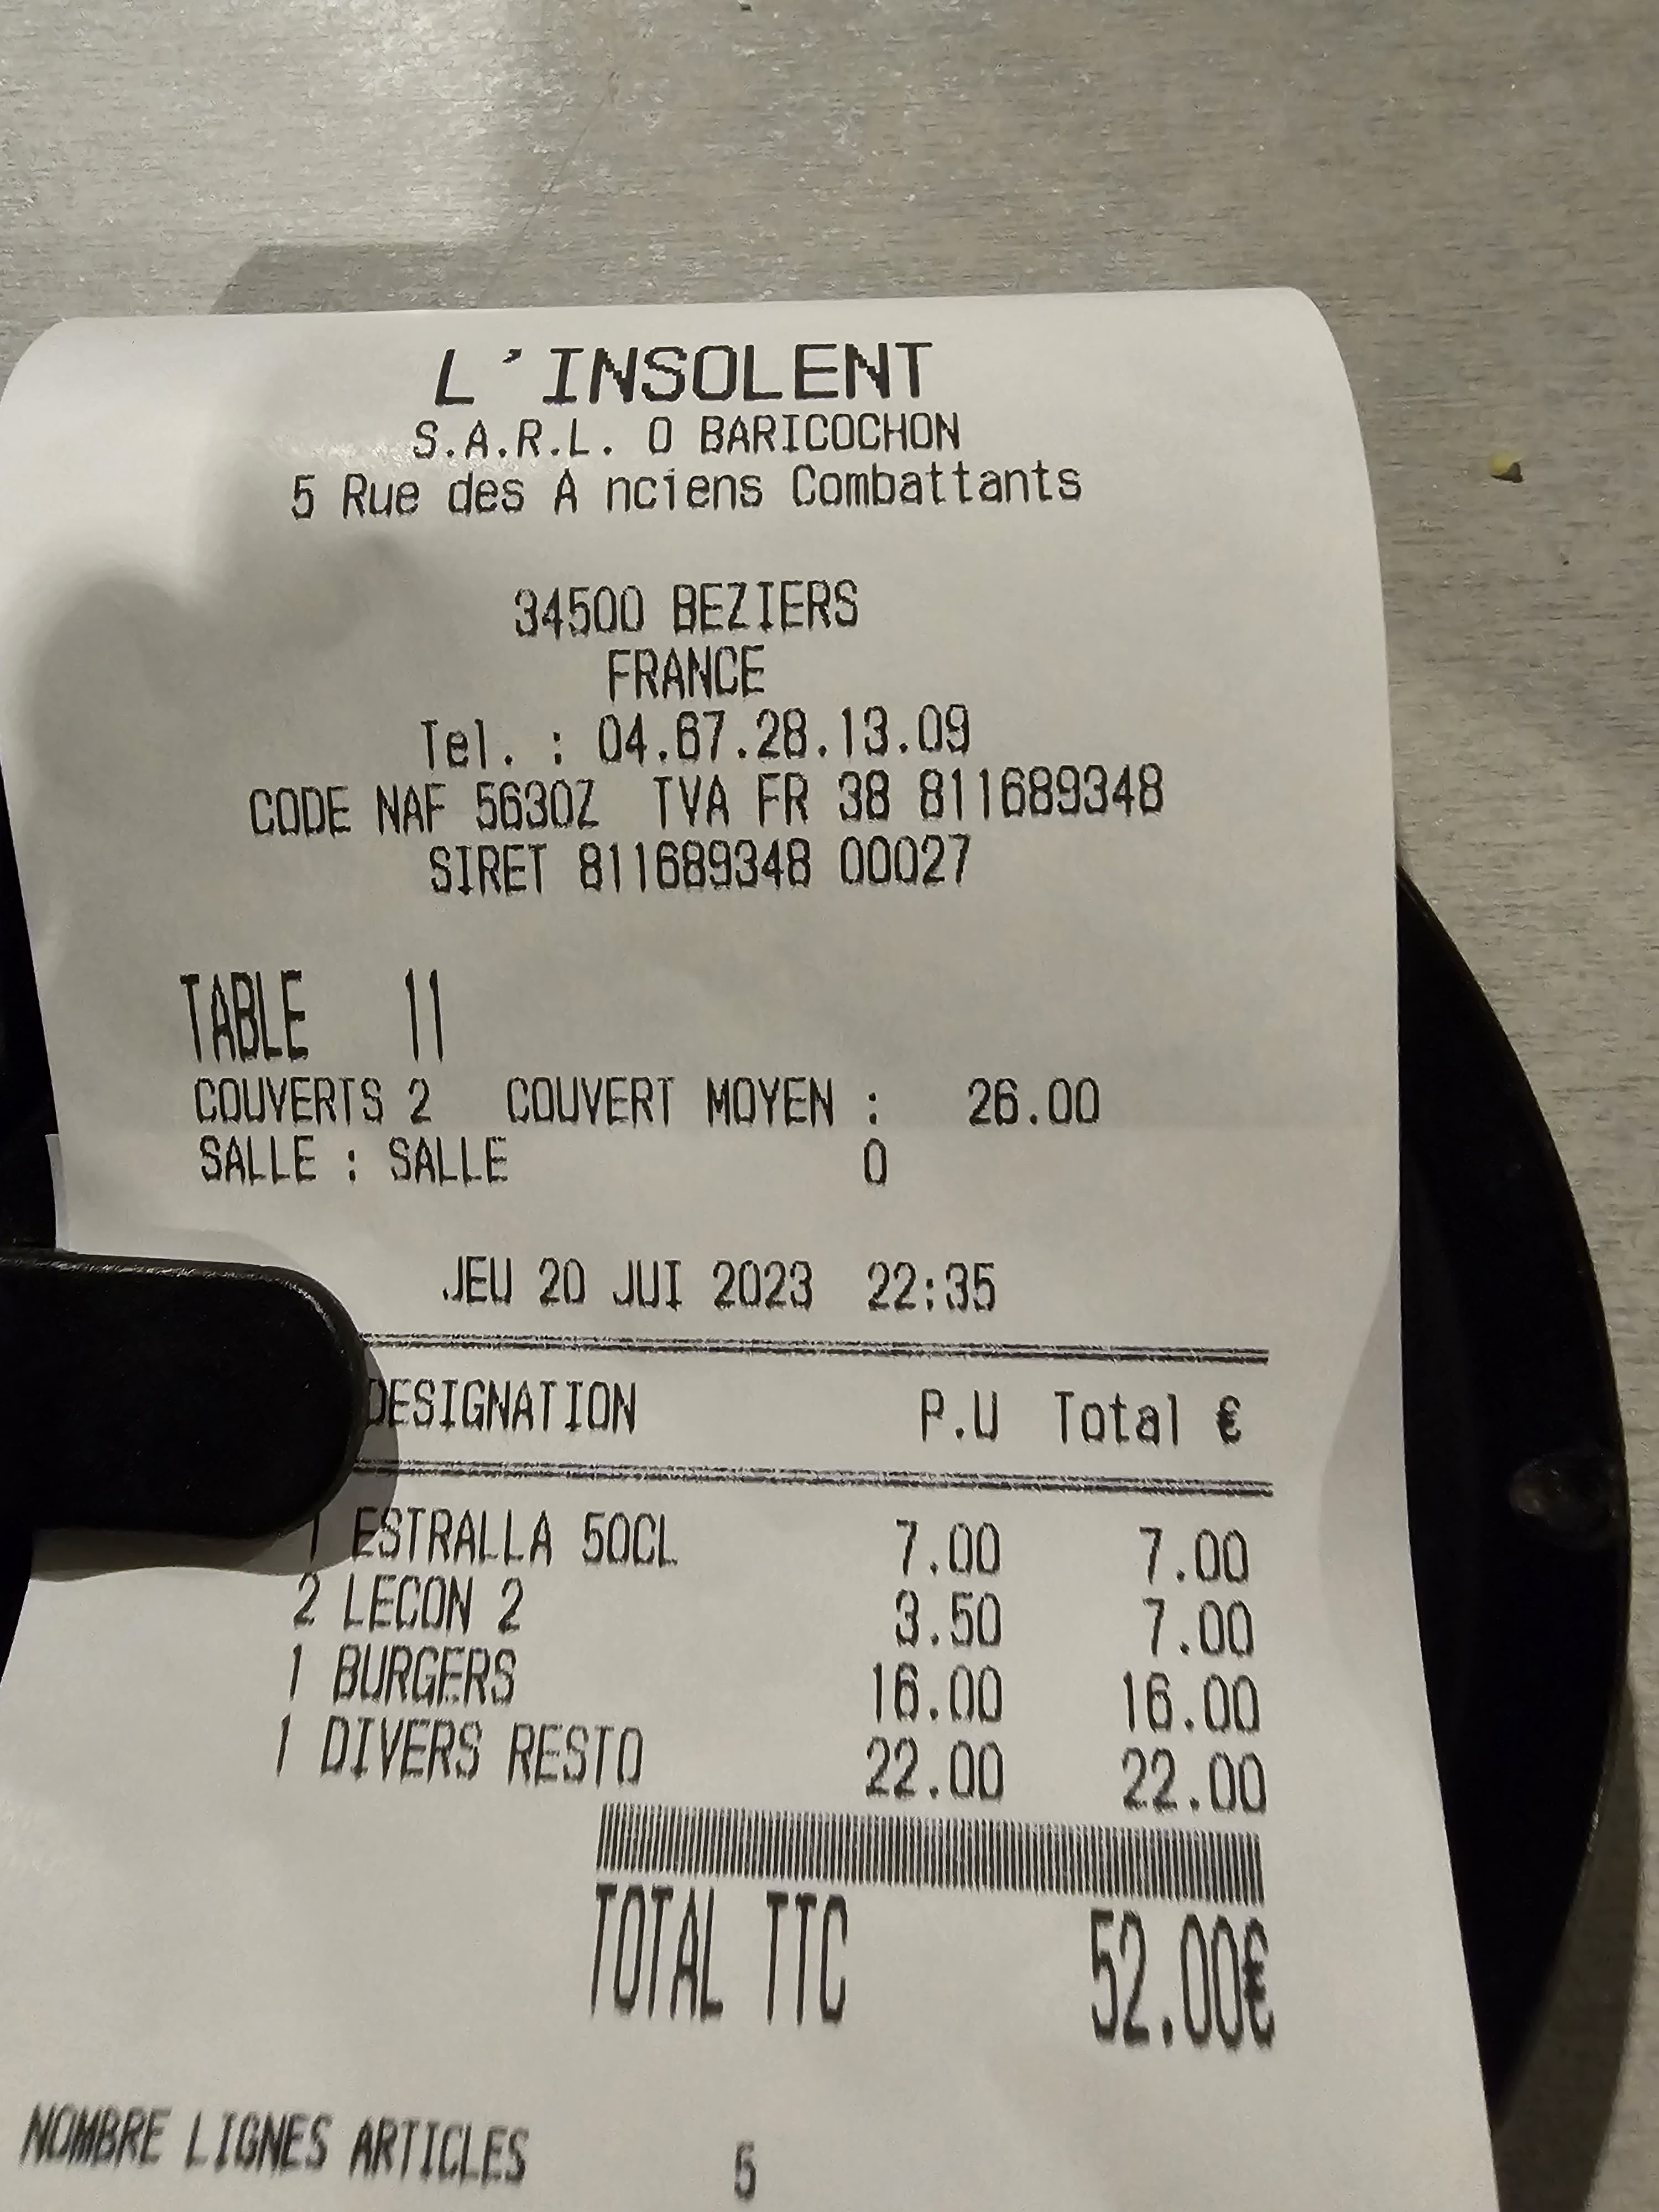 L'INSOLENT
S.A.R.L. O BARICOCHON
5 Rue des A nciens Combattants
34500 BEZIERS
FRANCE
Tel. : 04.67.28.13.09
CODE NAF 5630Z TVA FR 38 811689348
SIRET 811689348 00027
TABLE 11
COUVERTS 2 COUVERT MOYEN : 26.00
SALLE : SALLE 0
JEU 20 JUI 2023 22:35
DESIGNATION P.U Total €
1 ESTRALLA 50CL 7.00 7.00
2 LECON 2 3.50 7.00
1 BURGERS 16.00 16.00
1 DIVERS RESTO 22.00 22.00
TOTAL TTC 52.00€
NOMBRE LIGNES ARTICLES 5